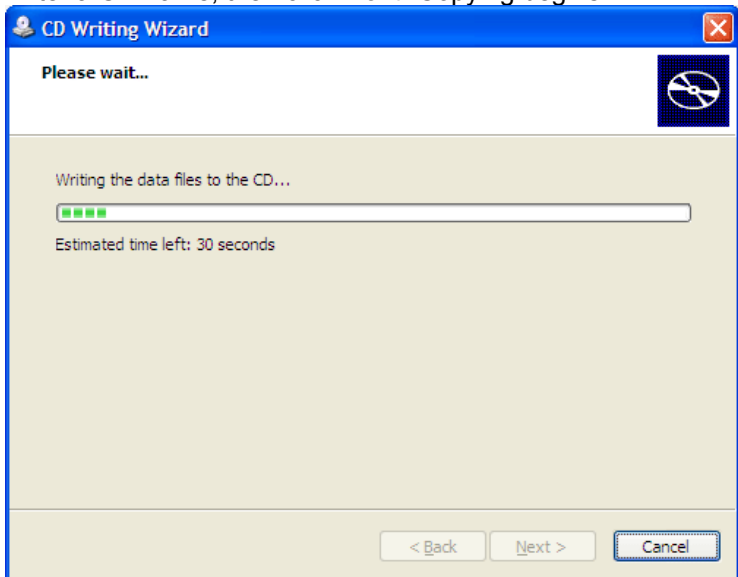 CD Writing Wizard
Please wait...
Writing the data files to the CD...
Estimated time left: 30 seconds
< Back Next > Cancel